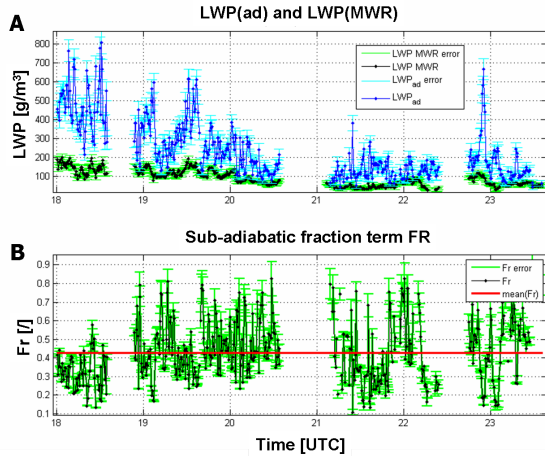 LWP(ad) and LWP(MWR)
A
LWP [g/m³]
800
700
600
500
400
300
200
100
LWP MWR error
LWP MWR
LWPad error
LWPad
18
19
20
21
22
23
Sub-adiabatic fraction term FR
B
Fr [/]
0.9
0.8
0.7
0.6
0.5
0.4
0.3
0.2
0.1
Fr error
Fr
mean(Fr)
18
19
20
21
22
23
Time [UTC]